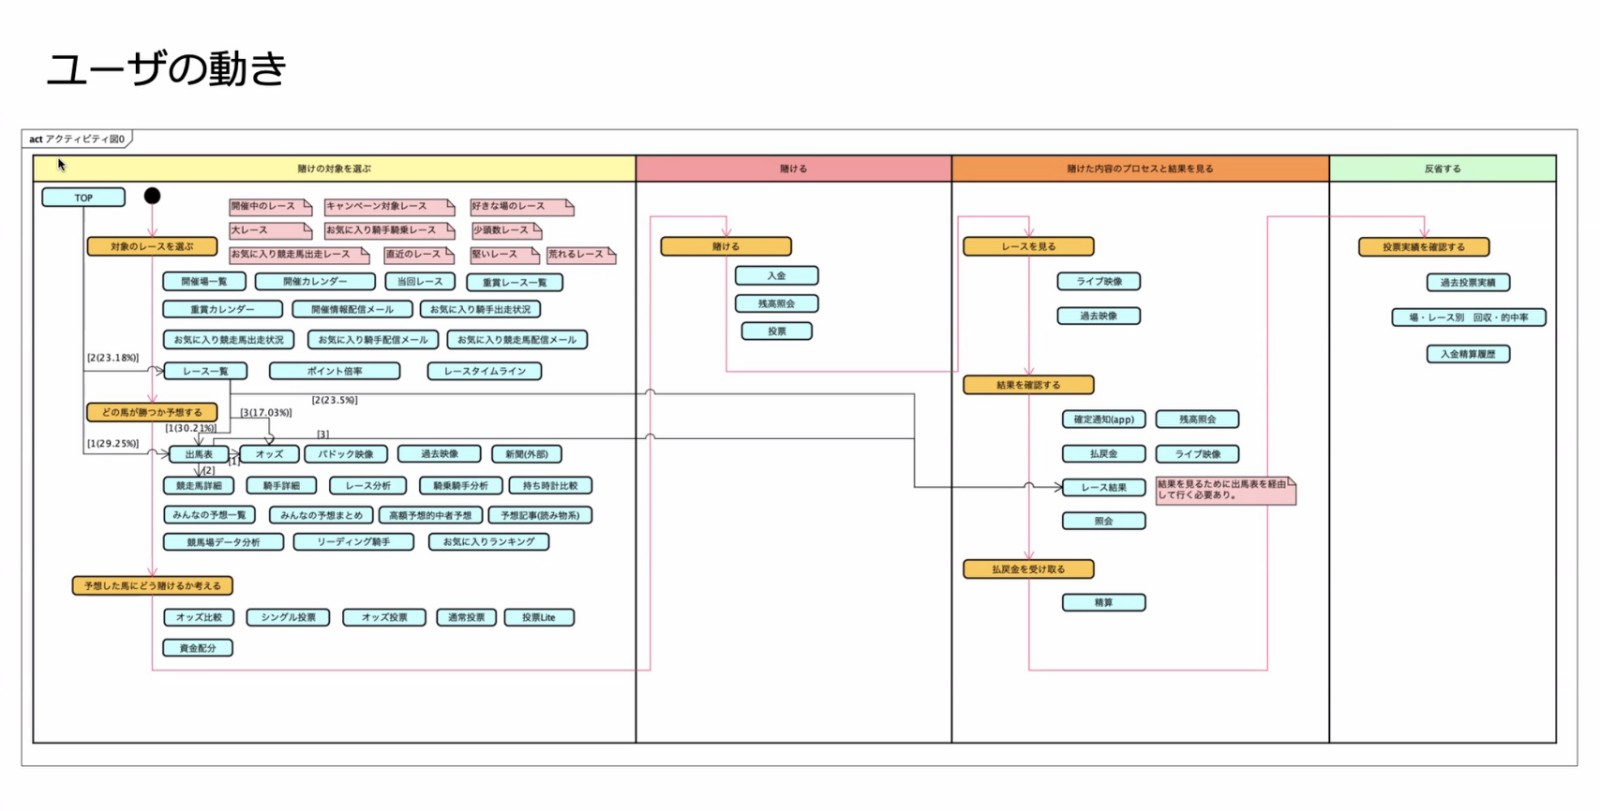 ユーザの動き
act アクティビティ図0
賭けの対象を選ぶ
賭ける
賭けた内容のプロセスと結果を見る
反省する
TOP
開催中のレース
キャンペーン対象レース
好きな場のレース
大レース
お気に入り騎手騎乗レース
少頭数レース
対象のレースを選ぶ
お気に入り競走馬出走レース
直近のレース
堅いレース
荒れるレース
開催場一覧
開催カレンダー
当回レース
重賞レース一覧
重賞カレンダー
開催情報配信メール
お気に入り騎手出走状況
お気に入り競走馬出走状況
お気に入り騎手配信メール
お気に入り競走馬配信メール
[2(23.18%)]
レース一覧
ポイント倍率
レースタイムライン
[2(23.5%)]
どの馬が勝つか予想する
[3(17.03%)]
[1(30.21%)]
[3]
[1(29.25%)]
出馬表
[1]
オッズ
パドック映像
過去映像
新聞(外部)
[2]
競走馬詳細
騎手詳細
レース分析
騎乗騎手分析
持ち時計比較
みんなの予想一覧
みんなの予想まとめ
高額予想的中者予想
予想記事(読み物系)
競馬場データ分析
リーディング騎手
お気に入りランキング
予想した馬にどう賭けるか考える
オッズ比較
シングル投票
オッズ投票
通常投票
投票Lite
資金配分
賭ける
入金
残高照会
投票
レースを見る
ライブ映像
過去映像
結果を確認する
確定通知(app)
残高照会
払戻金
ライブ映像
レース結果
結果を見るために出馬表を経由
して行く必要あり。
照会
払戻金を受け取る
精算
投票実績を確認する
過去投票実績
場・レース別　回収・的中率
入金精算履歴